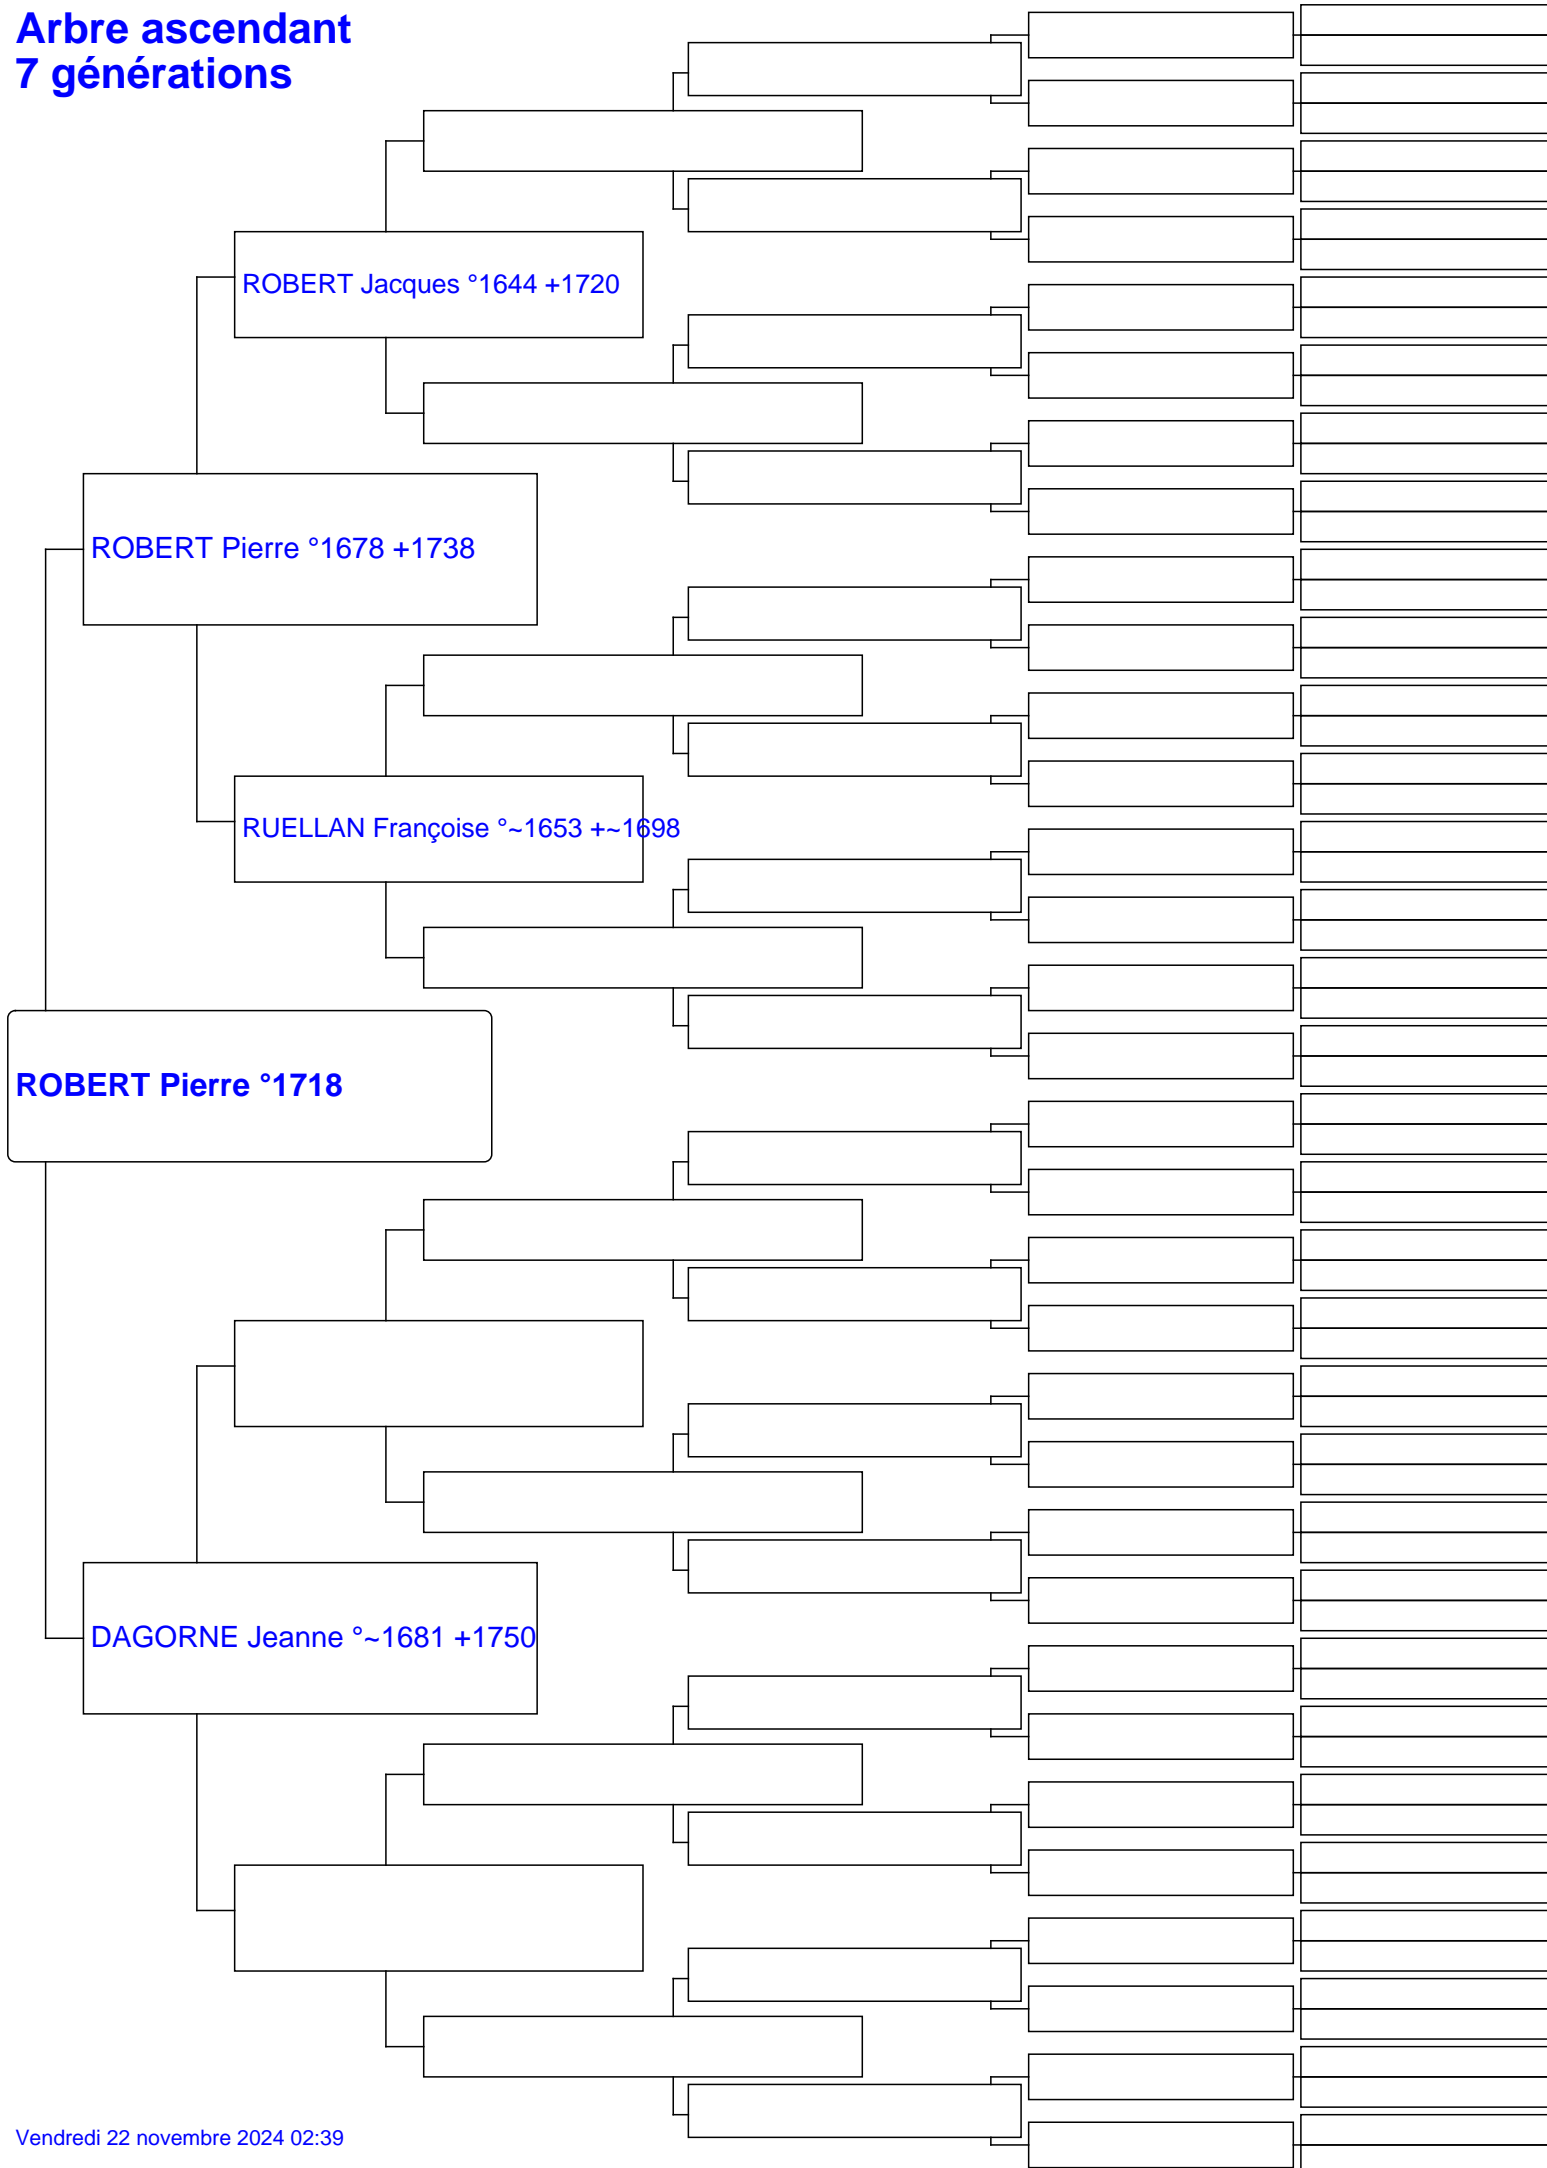 Arbre ascendant
7 générations
ROBERT Jacques °1644 +1720
ROBERT Pierre °1678 +1738
RUELLAN Françoise °~1653 +~1698
ROBERT Pierre °1718
DAGORNE Jeanne °~1681 +1750
Vendredi 22 novembre 2024 02:39